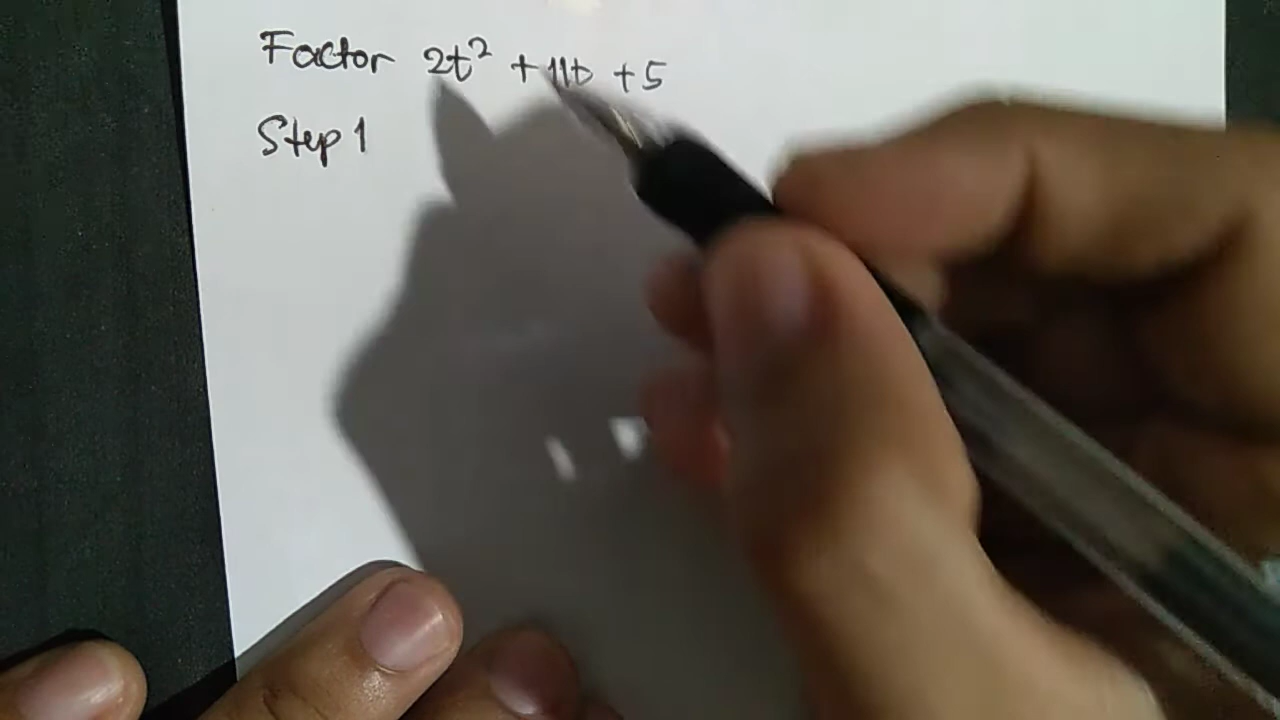 Factor 2t² + 11t + 5
Step 1